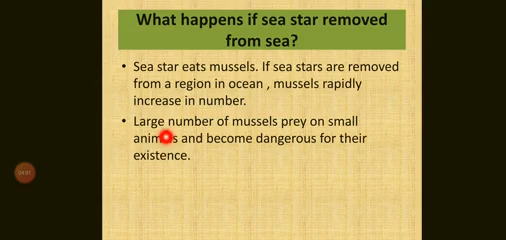 What happens if sea star removed
from sea?
• Sea star eats mussels. If sea stars are removed
from a region in ocean , mussels rapidly
increase in number.
• Large number of mussels prey on small
and become dangerous for their
existence.